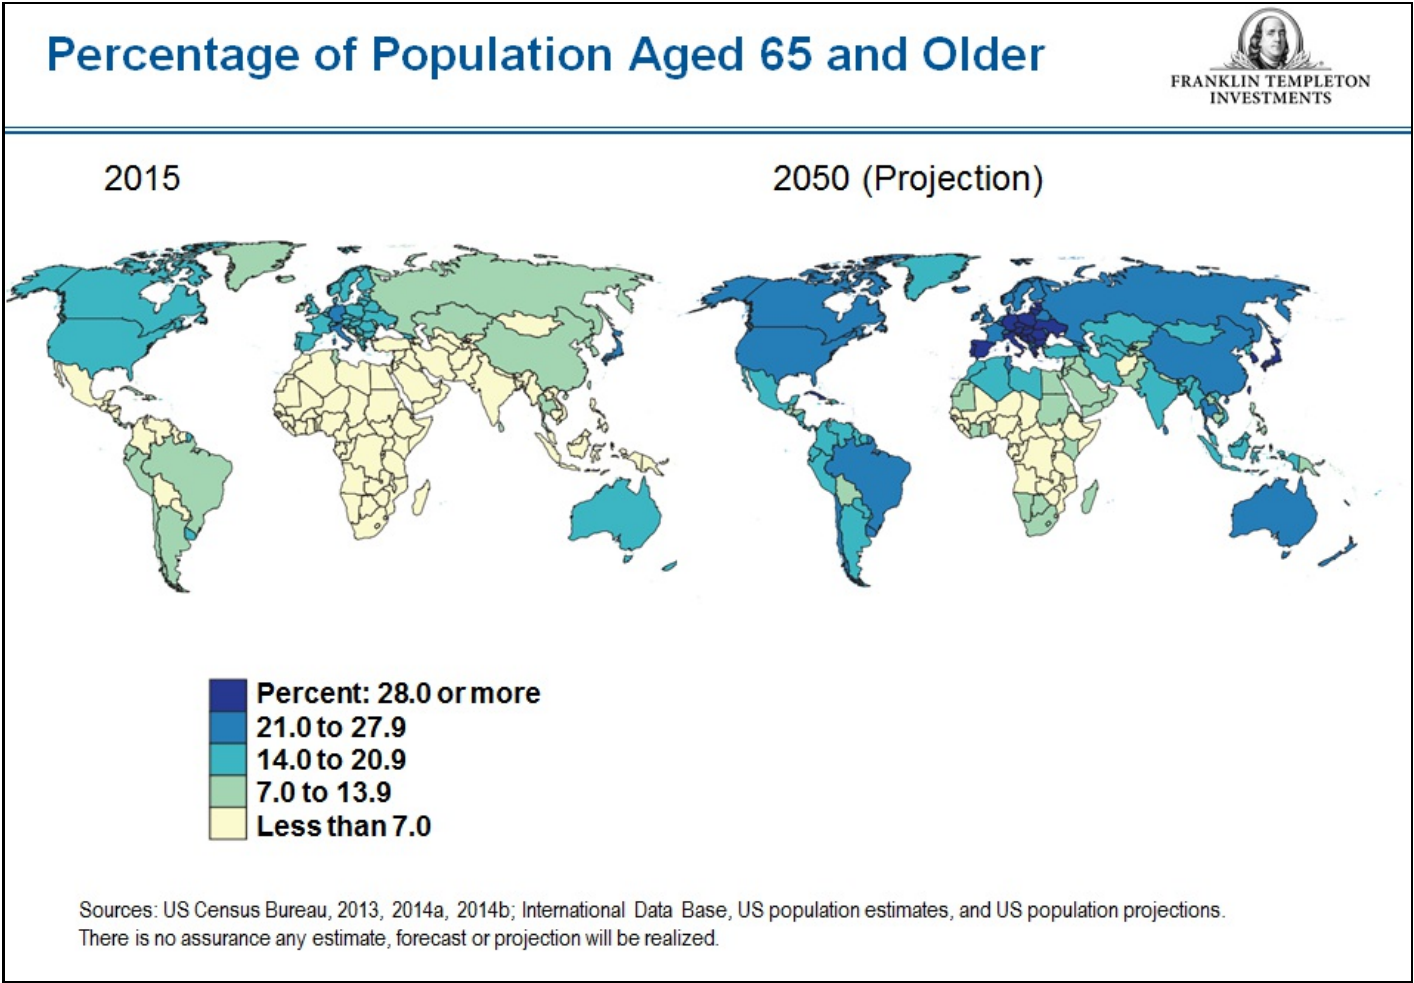 Percentage of Population Aged 65 and Older
FRANKLIN TEMPLETON
INVESTMENTS
2015
2050 (Projection)
Percent: 28.0 or more
21.0 to 27.9
14.0 to 20.9
7.0 to 13.9
Less than 7.0
Sources: US Census Bureau, 2013, 2014a, 2014b; International Data Base, US population estimates, and US population projections.
There is no assurance any estimate, forecast or projection will be realized.